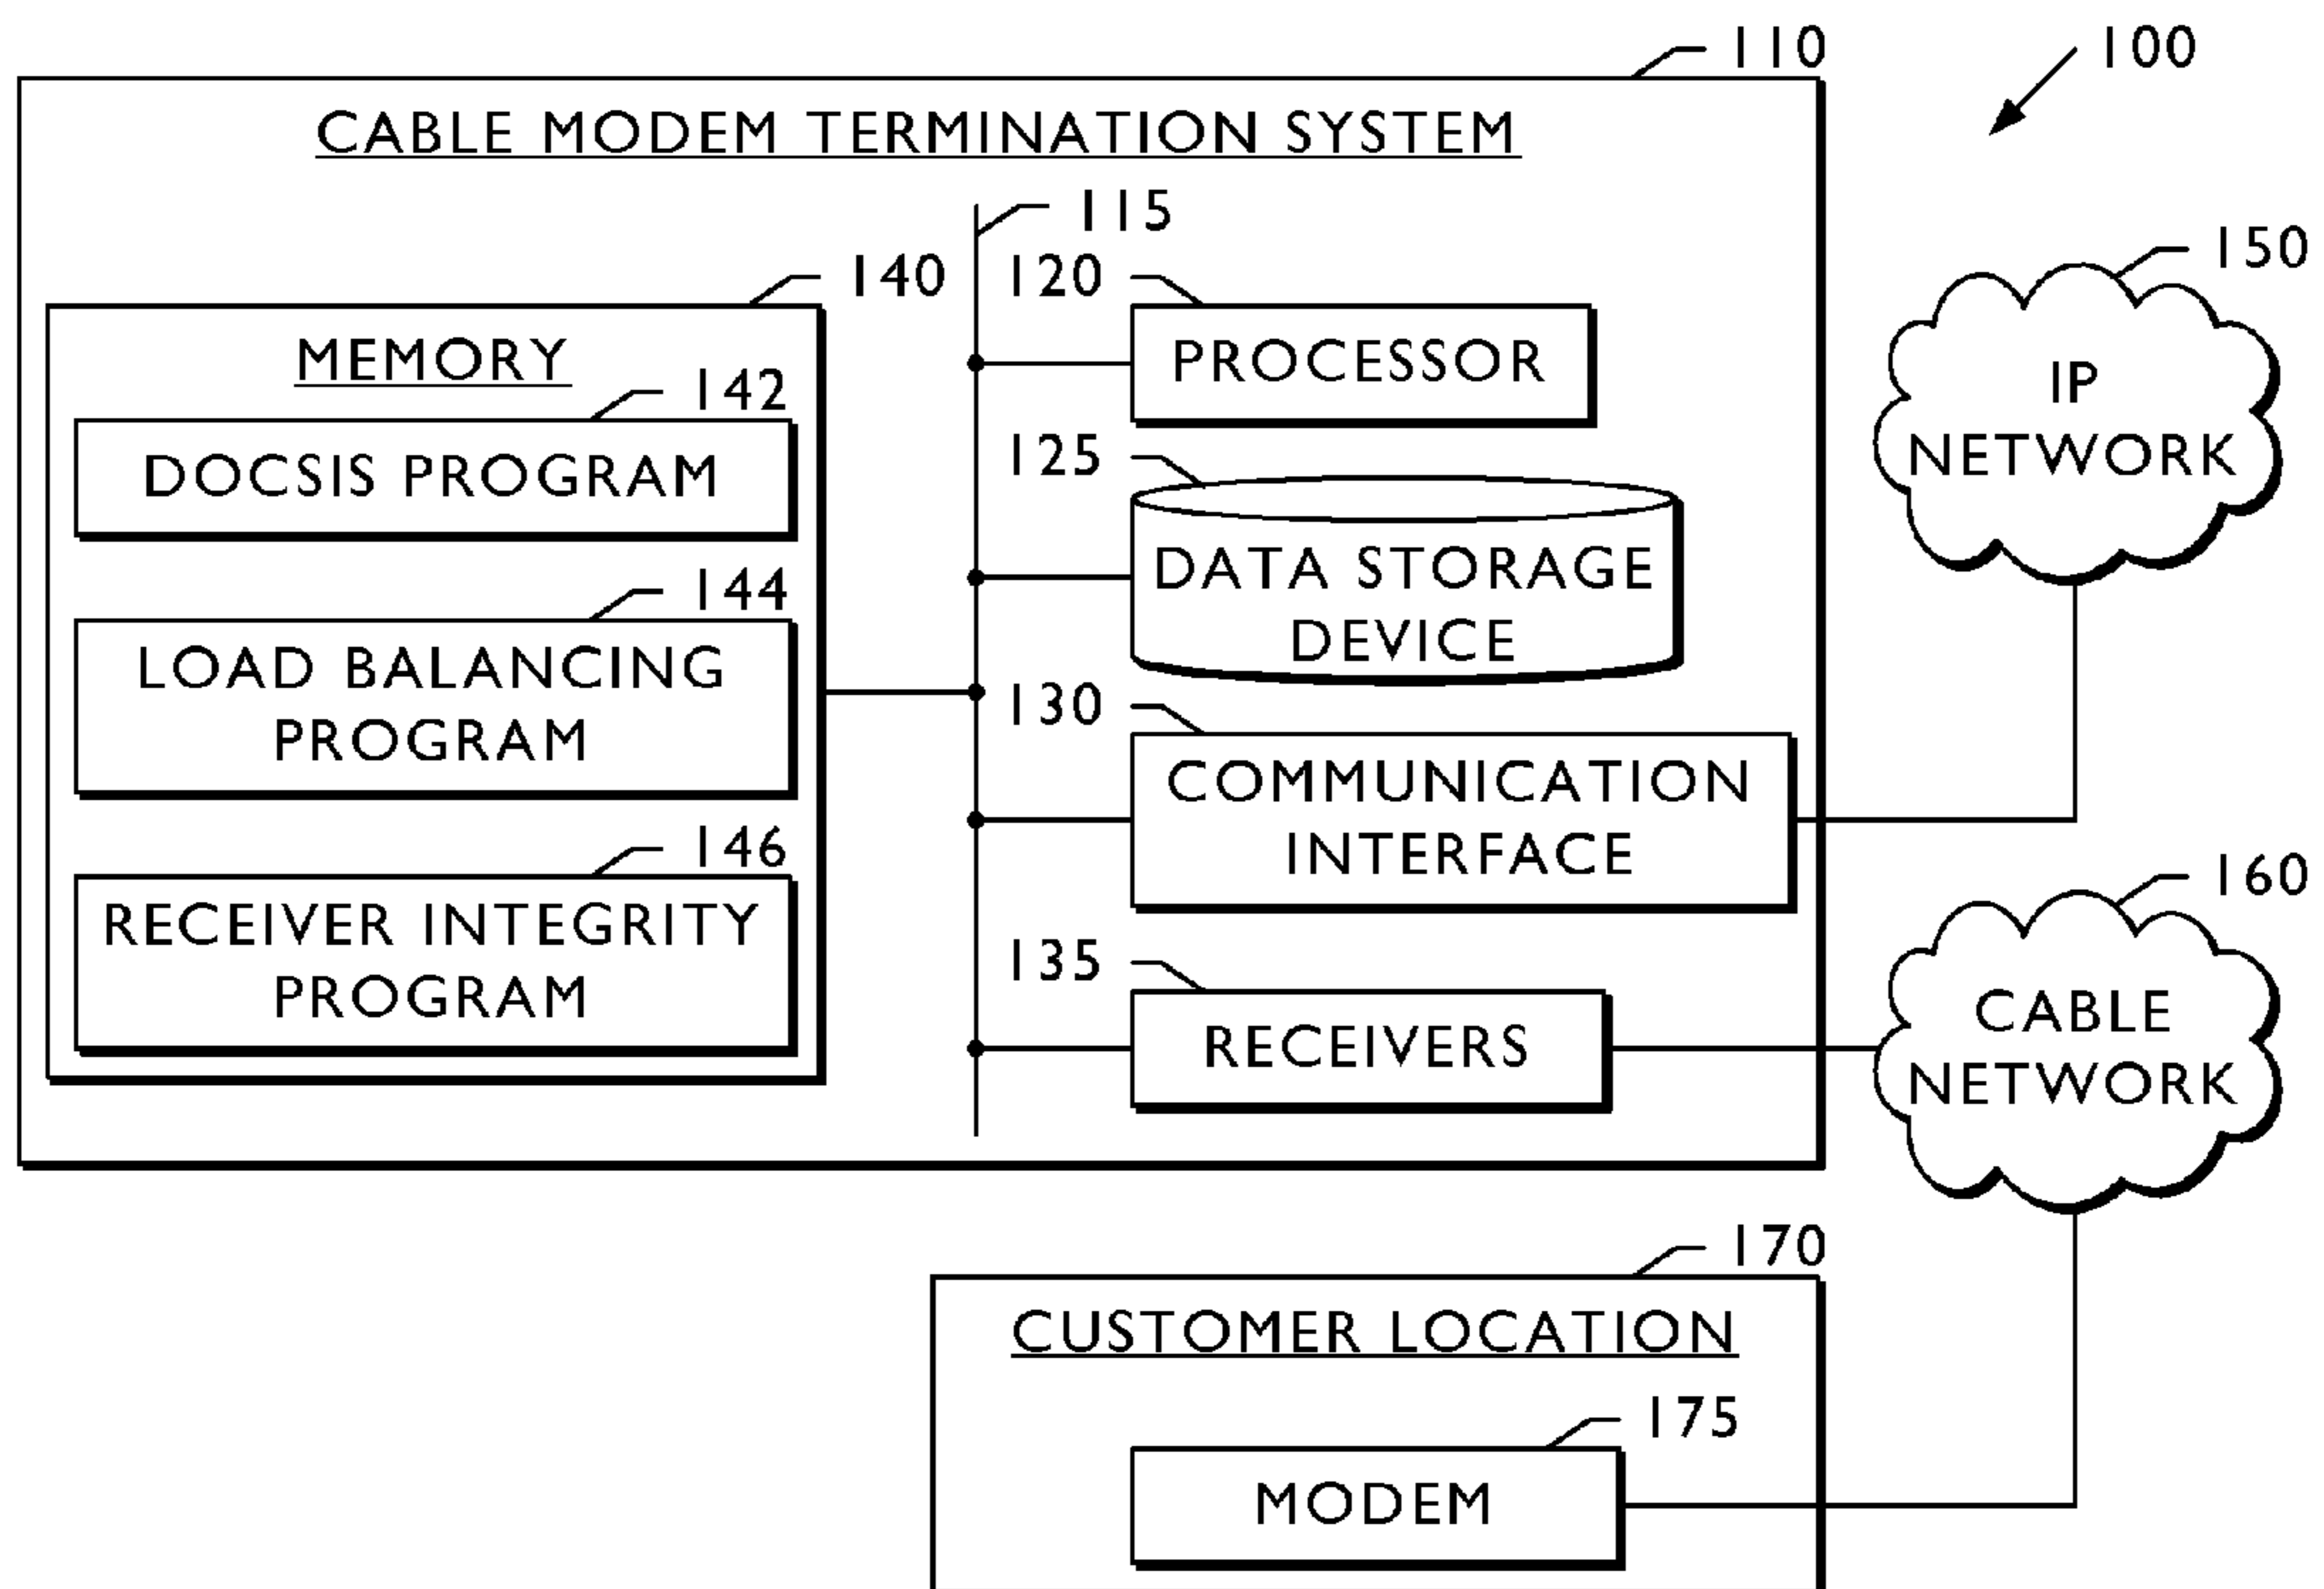 110
100
CABLE MODEM TERMINATION SYSTEM
115
140
120
150
MEMORY
PROCESSOR
IP
NETWORK
142
DOCSIS PROGRAM
125
DATA STORAGE
DEVICE
144
LOAD BALANCING
PROGRAM
130
COMMUNICATION
INTERFACE
146
RECEIVER INTEGRITY
PROGRAM
135
RECEIVERS
160
CABLE
NETWORK
170
CUSTOMER LOCATION
175
MODEM